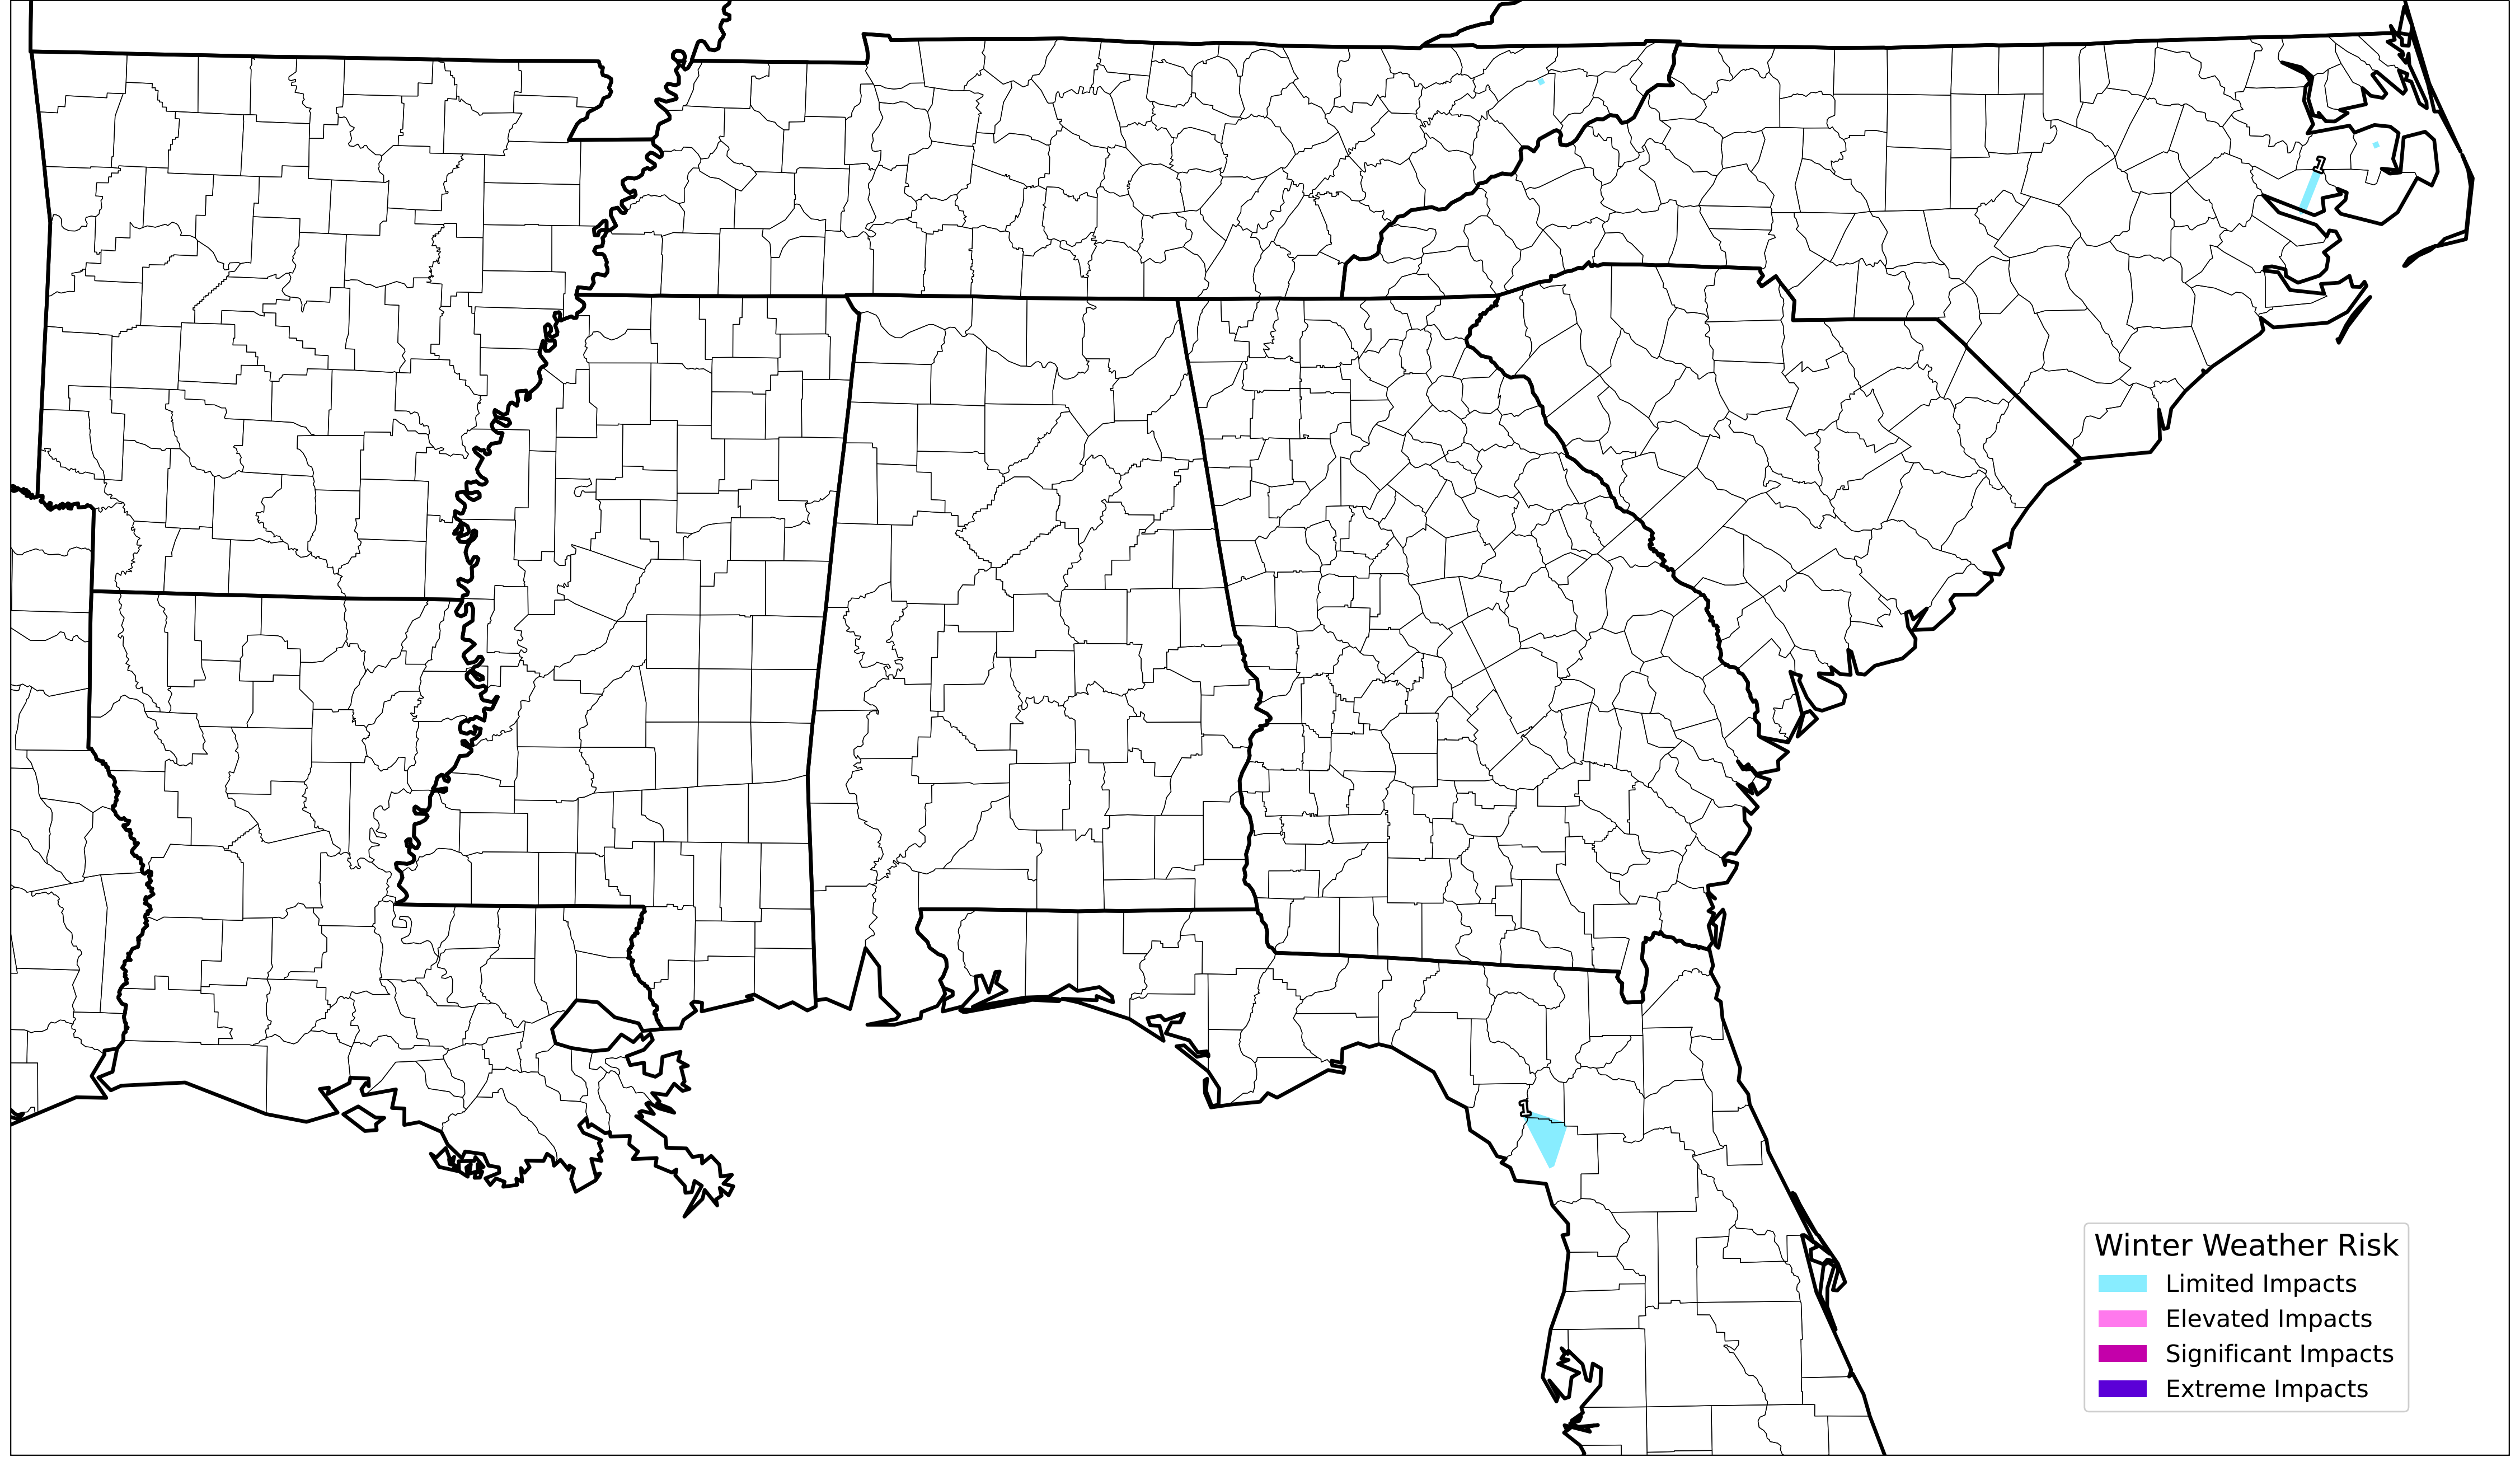 1
1
Winter Weather Risk
Limited Impacts
Elevated Impacts
Significant Impacts
Extreme Impacts